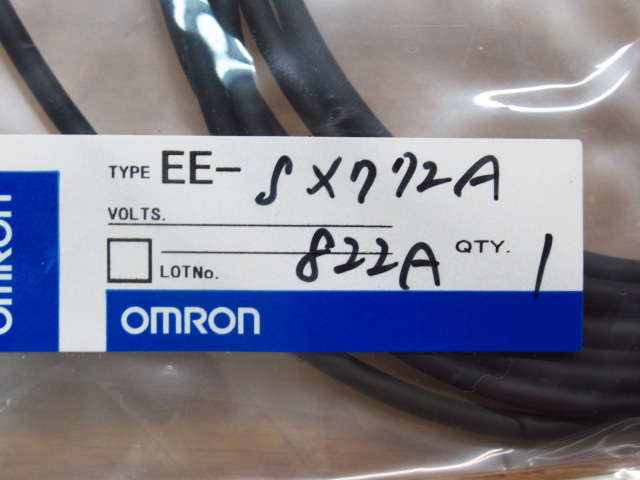 TYPE EE-SX772A
VOLTS.
LOTNo. 822A QTY. 1
OMRON
OMRON